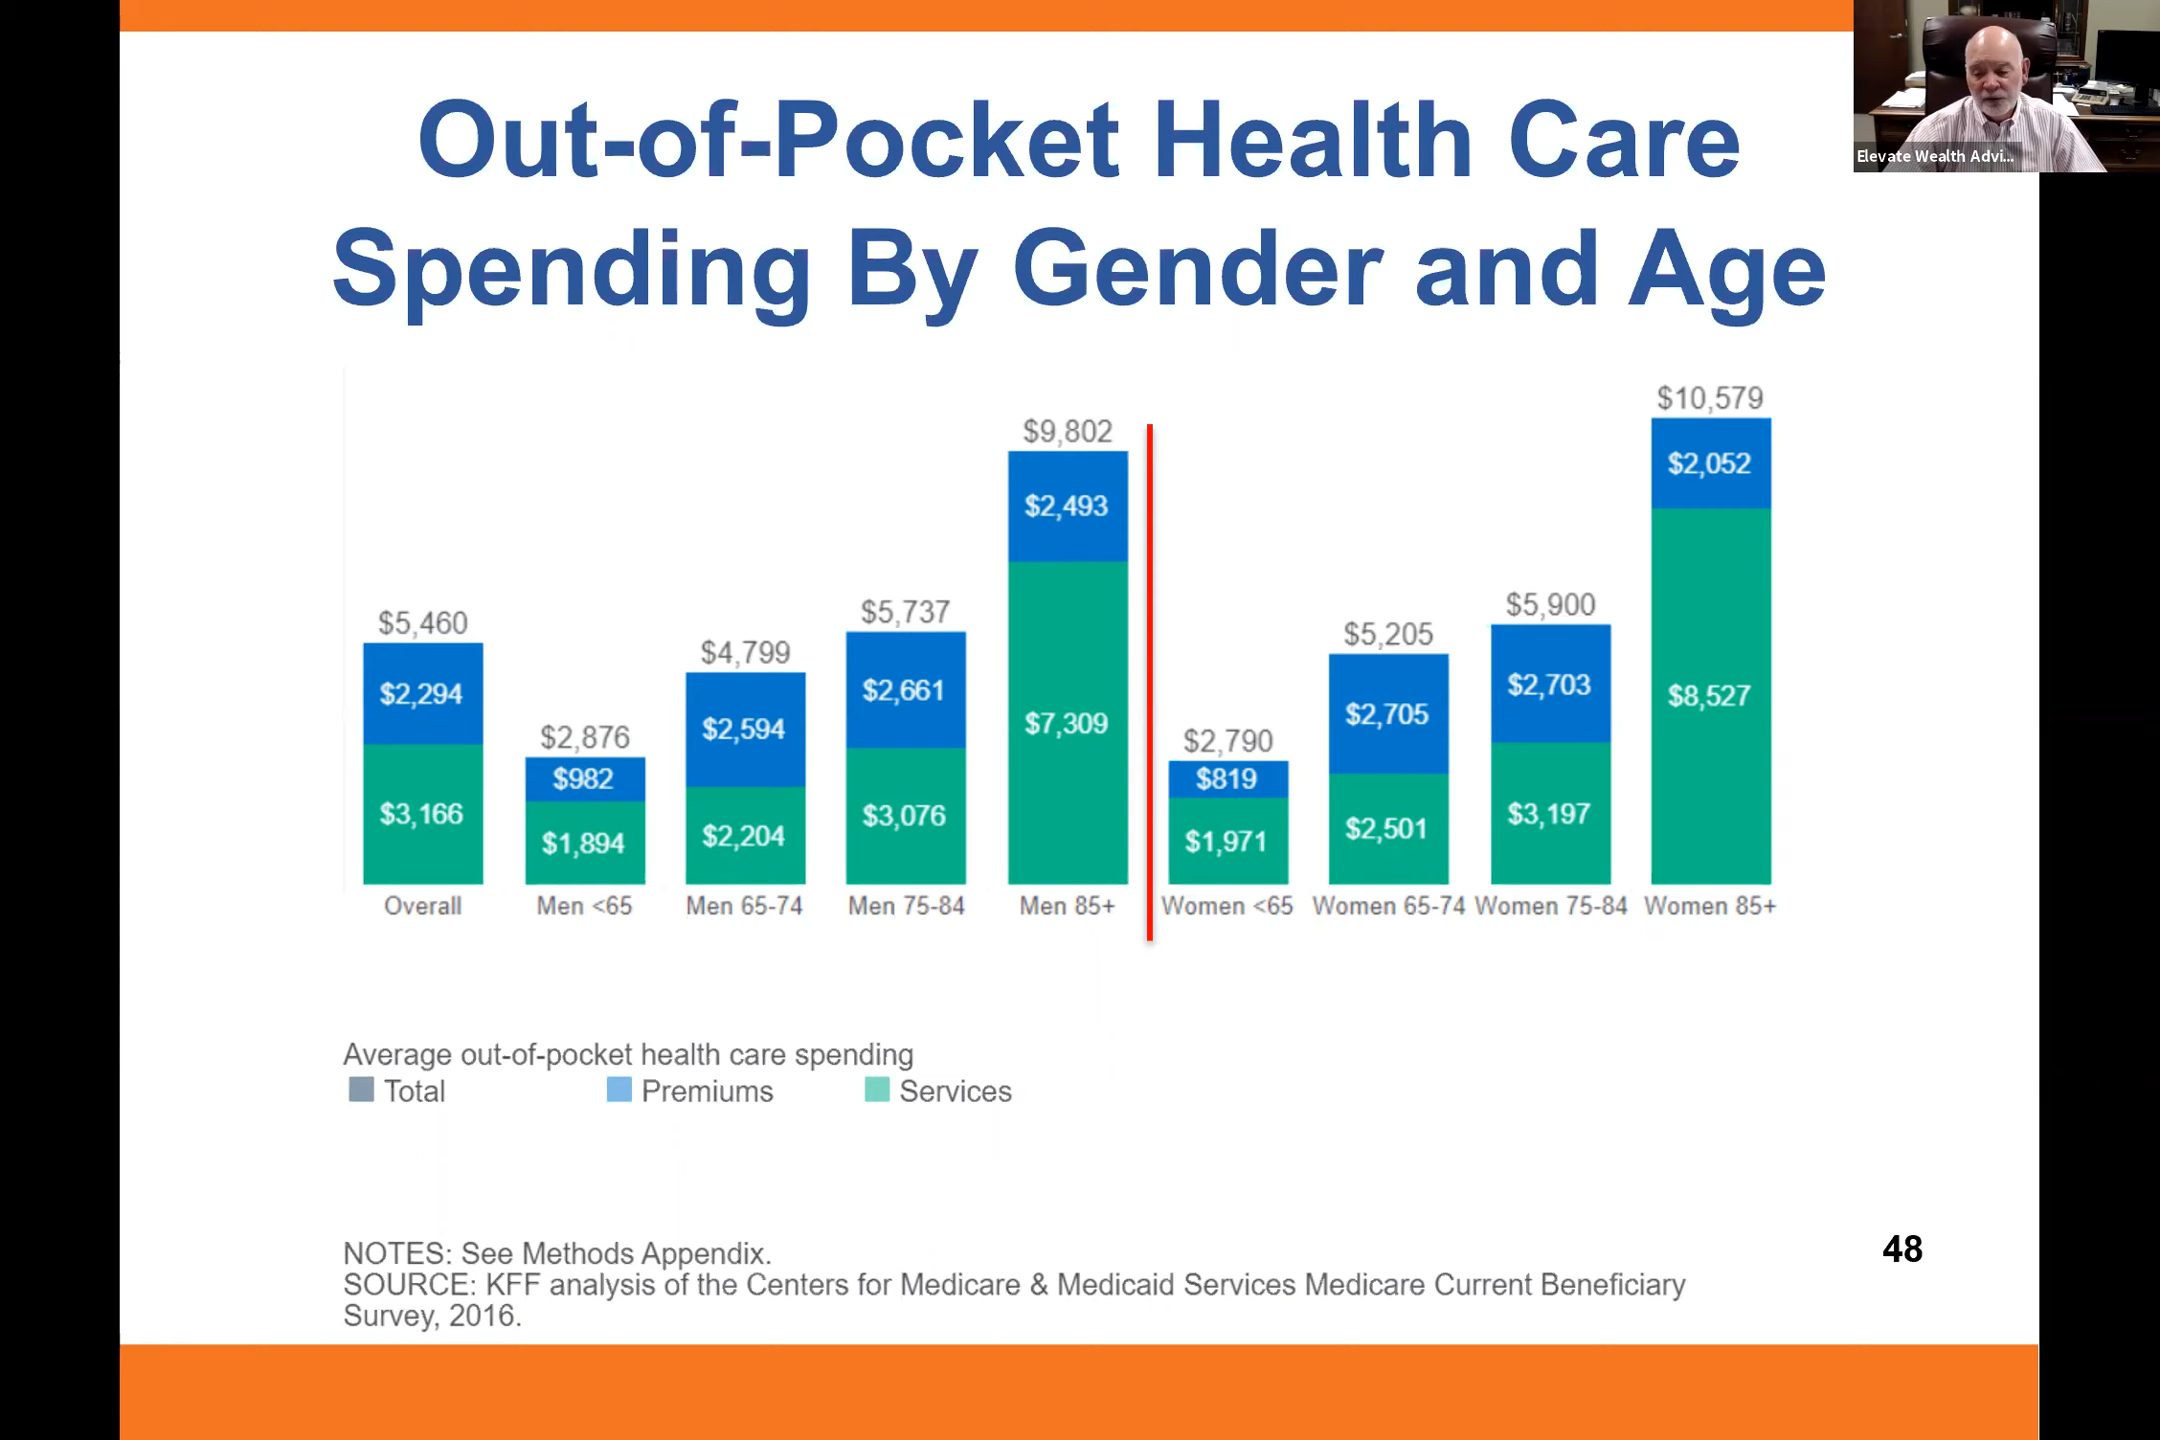 Out-of-Pocket Health Care
Spending By Gender and Age
Elevate Wealth Advi...
$5,460
$2,294
$3,166
Overall
$2,876
$982
$1,894
Men <65
$4,799
$2,594
$2,204
Men 65-74
$5,737
$2,661
$3,076
Men 75-84
$9,802
$2,493
$7,309
Men 85+
$2,790
$819
$1,971
Women <65
$5,205
$2,705
$2,501
Women 65-74
$5,900
$2,703
$3,197
Women 75-84
$10,579
$2,052
$8,527
Women 85+
Average out-of-pocket health care spending
Total Premiums Services
NOTES: See Methods Appendix.
SOURCE: KFF analysis of the Centers for Medicare & Medicaid Services Medicare Current Beneficiary
Survey, 2016.
48